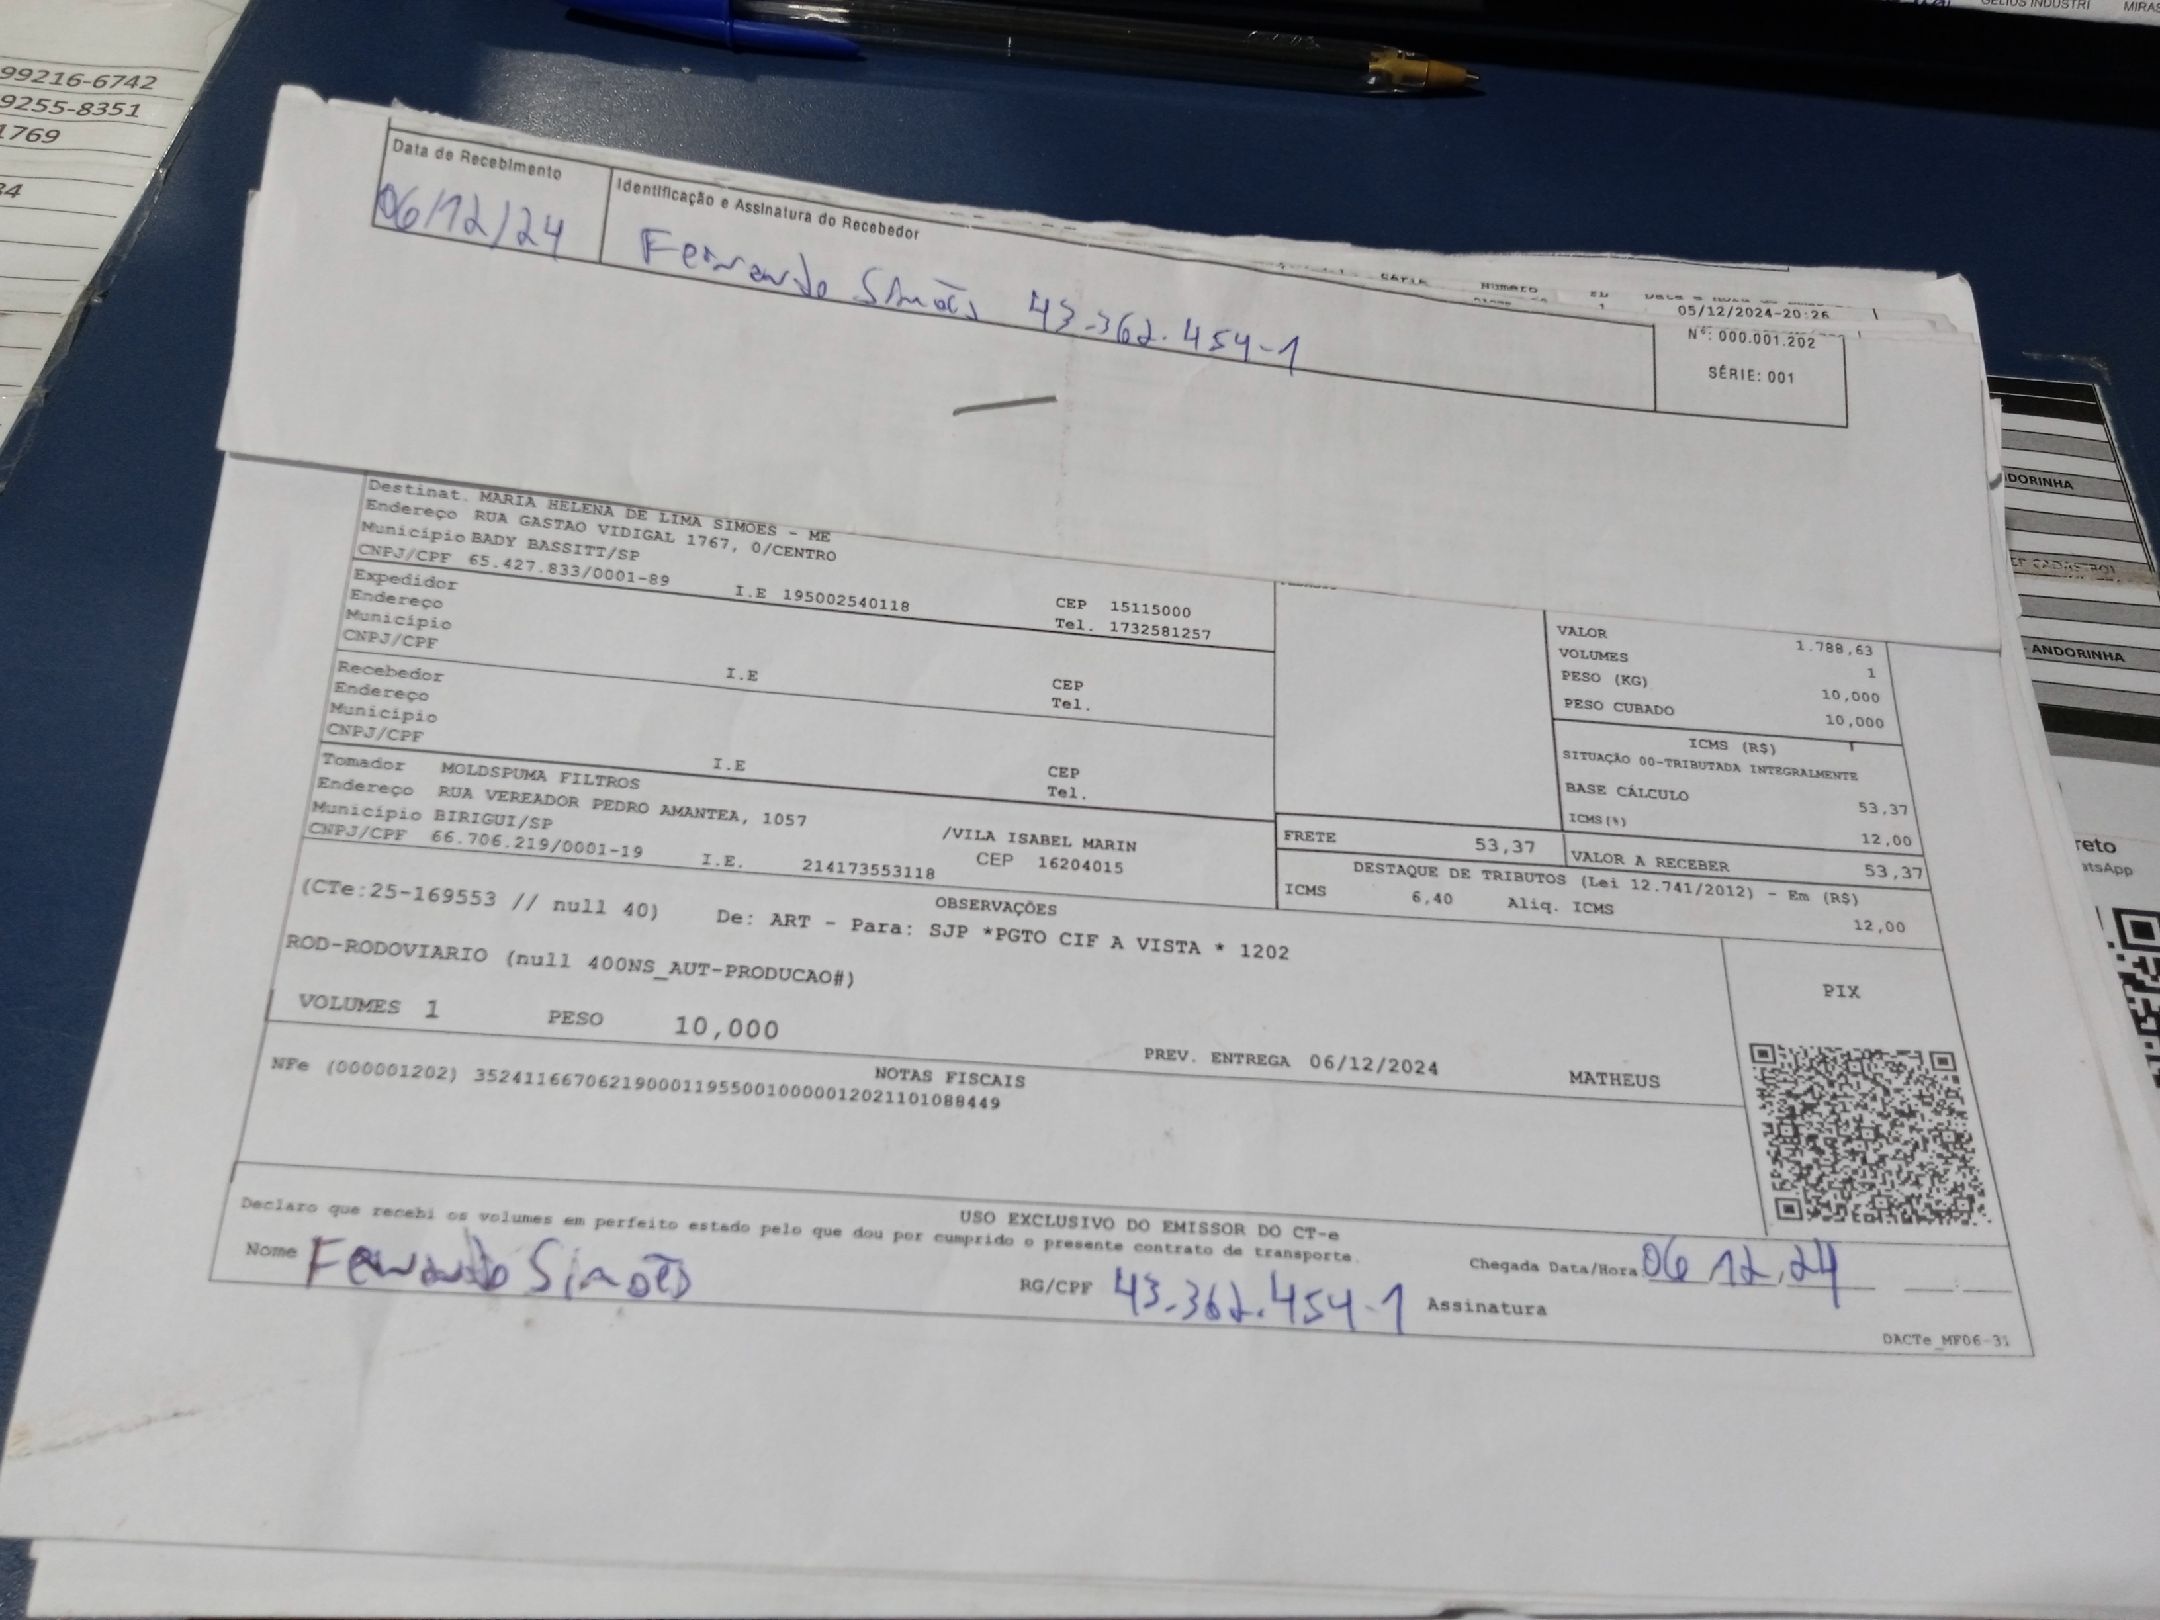 99216-6742
9255-8351
1769
34
GELIUS INDUSTRI
MIRAS
Data de Recebimento
06/12/24
Identificação e Assinatura do Recebedor
Fernando Simões 43.362.454-1
Número
05/12/2024-20:26
Nº: 000.001.202
SÉRIE: 001
Destinat. MARIA HELENA DE LIMA SIMOES - ME
Endereço RUA GASTAO VIDIGAL 1767, 0/CENTRO
Município BADY BASSITT/SP
CNPJ/CPF 65.427.833/0001-89 I.E 195002540118 CEP 15115000
Tel. 1732581257
Expedidor
Endereço
Município
CNPJ/CPF I.E CEP
Tel.
Recebedor
Endereço
Município
CNPJ/CPF I.E CEP
Tel.
Tomador MOLDSPUMA FILTROS
Endereço RUA VEREADOR PEDRO AMANTEA, 1057 /VILA ISABEL MARIN
Município BIRIGUI/SP CEP 16204015
CNPJ/CPF 66.706.219/0001-19 I.E. 214173553118
VALOR 1.788,63
VOLUMES 1
PESO (KG) 10,000
PESO CUBADO 10,000
ICMS (R$)
SITUAÇÃO 00-TRIBUTADA INTEGRALMENTE
BASE CÁLCULO 53,37
ICMS(%) 12,00
FRETE 53,37 VALOR A RECEBER 53,37
DESTAQUE DE TRIBUTOS (Lei 12.741/2012) - Em (R$)
ICMS 6,40 Aliq. ICMS 12,00
OBSERVAÇÕES
(CTe:25-169553 // null 40) De: ART - Para: SJP *PGTO CIF A VISTA * 1202
ROD-RODOVIARIO (null 400NS_AUT-PRODUCAO#)
VOLUMES 1 PESO 10,000 PREV. ENTREGA 06/12/2024 MATHEUS
PIX
NOTAS FISCAIS
NFe (000001202) 35241166706219000119550010000012021101088449
USO EXCLUSIVO DO EMISSOR DO CT-e
Declaro que recebi os volumes em perfeito estado pelo que dou por cumprido o presente contrato de transporte.
Nome Fernando Simões RG/CPF 43.362.454-1 Assinatura
Chegada Data/Hora 06 12,24
DACTe_MF06-31
DORINHA
ANDORINHA
reto
atsApp